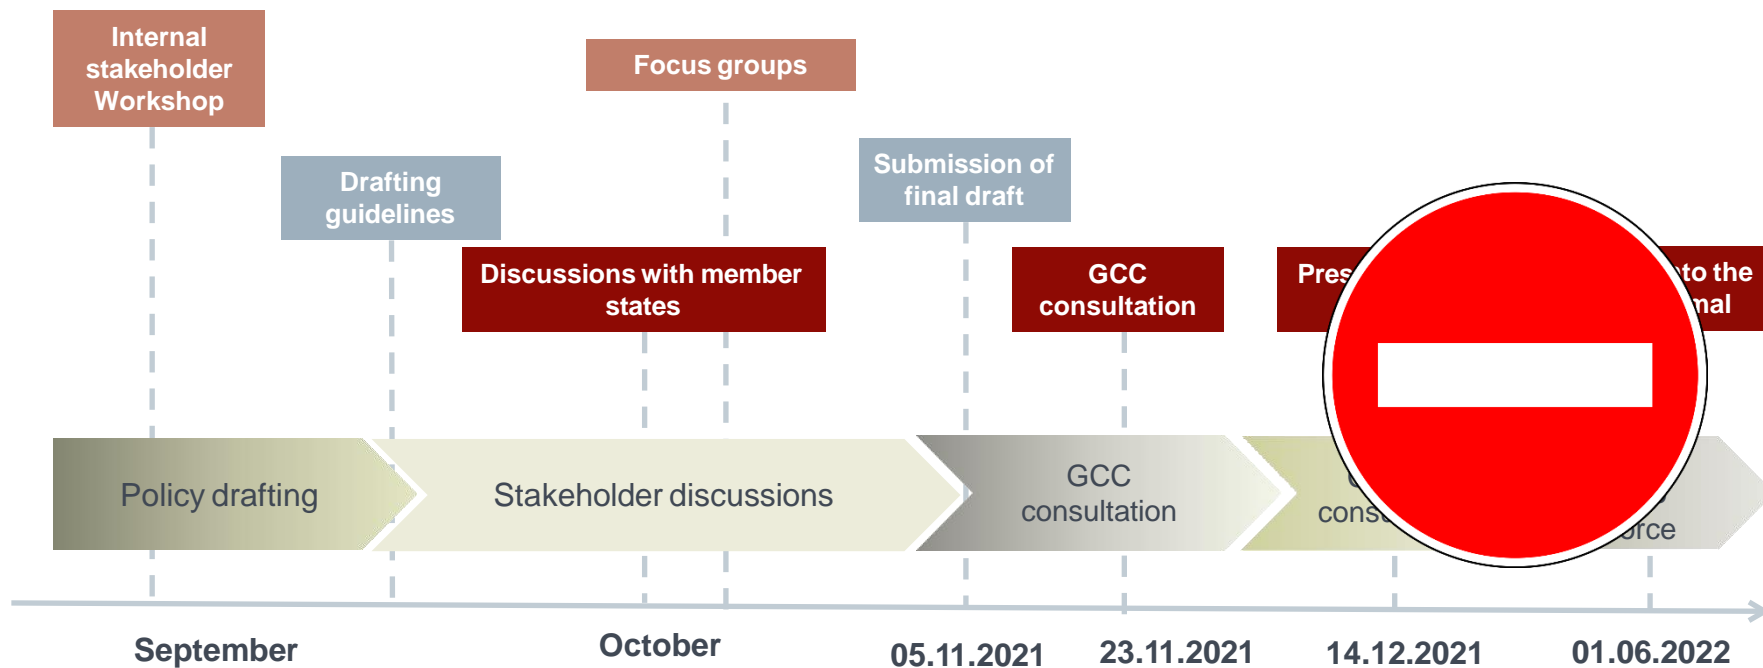 Internal
stakeholder
Workshop
Focus groups
Drafting
guidelines
Submission of
final draft
Discussions with member
states
GCC
consultation
the
Policy drafting
Stakeholder discussions
GCC
consultation
September
October
05.11.2021
23.11.2021
14.12.2021
01.06.2022